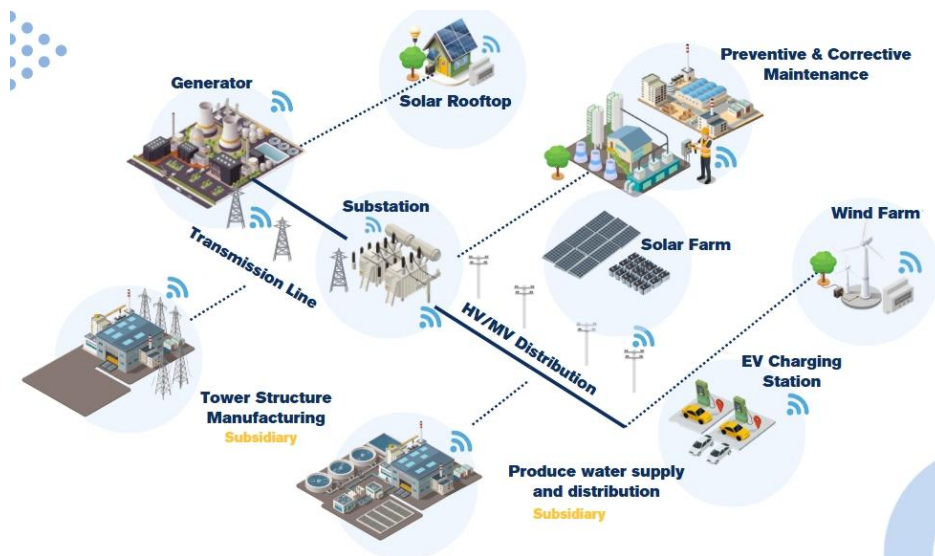 Generator
Solar Rooftop
Preventive & Corrective
Maintenance
Substation
Transmission Line
Solar Farm
Wind Farm
HV/MV Distribution
EV Charging
Station
Tower Structure
Manufacturing
Subsidiary
Produce water supply
and distribution
Subsidiary